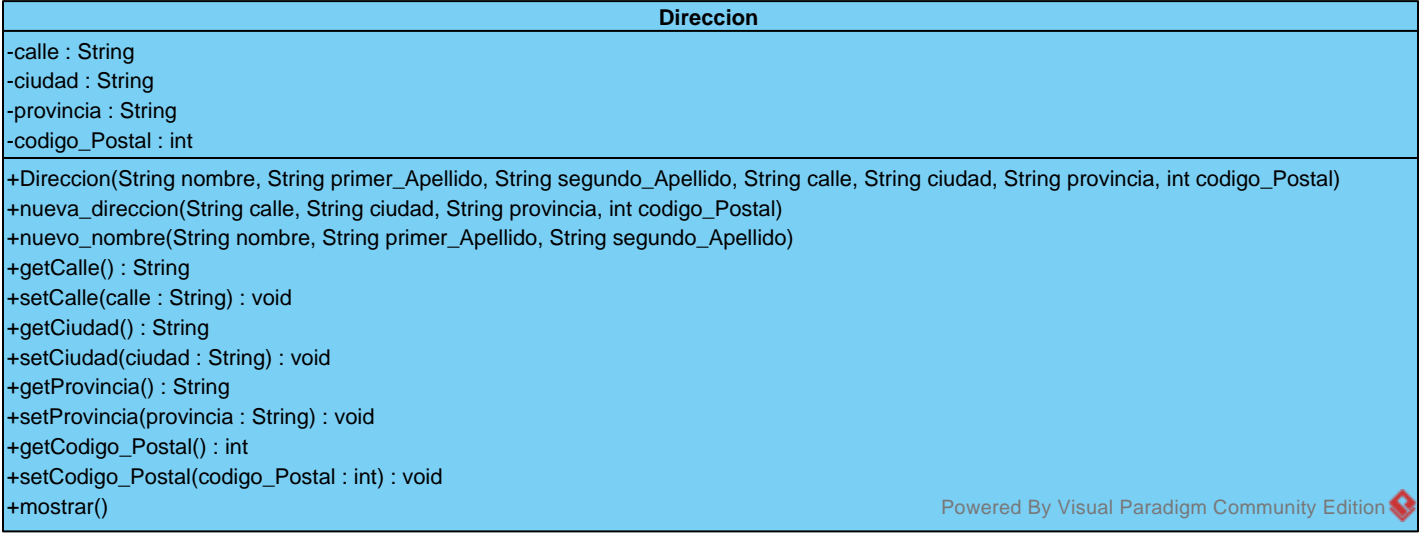 Direccion
-calle : String
-ciudad : String
-provincia : String
-codigo_Postal : int
+Direccion(String nombre, String primer_Apellido, String segundo_Apellido, String calle, String ciudad, String provincia, int codigo_Postal)
+nueva_direccion(String calle, String ciudad, String provincia, int codigo_Postal)
+nuevo_nombre(String nombre, String primer_Apellido, String segundo_Apellido)
+getCalle() : String
+setCalle(calle : String) : void
+getCiudad() : String
+setCiudad(ciudad : String) : void
+getProvincia() : String
+setProvincia(provincia : String) : void
+getCodigo_Postal() : int
+setCodigo_Postal(codigo_Postal : int) : void
+mostrar()
Powered By Visual Paradigm Community Edition